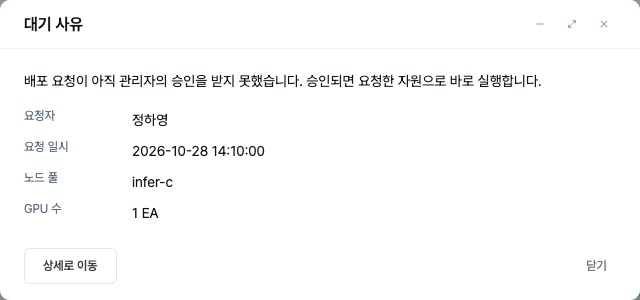 대기 사유
배포 요청이 아직 관리자의 승인을 받지 못했습니다. 승인되면 요청한 자원으로 바로 실행합니다.
요청자 정하영
요청 일시 2026-10-28 14:10:00
노드 풀 infer-c
GPU 수 1 EA
상세로 이동 닫기